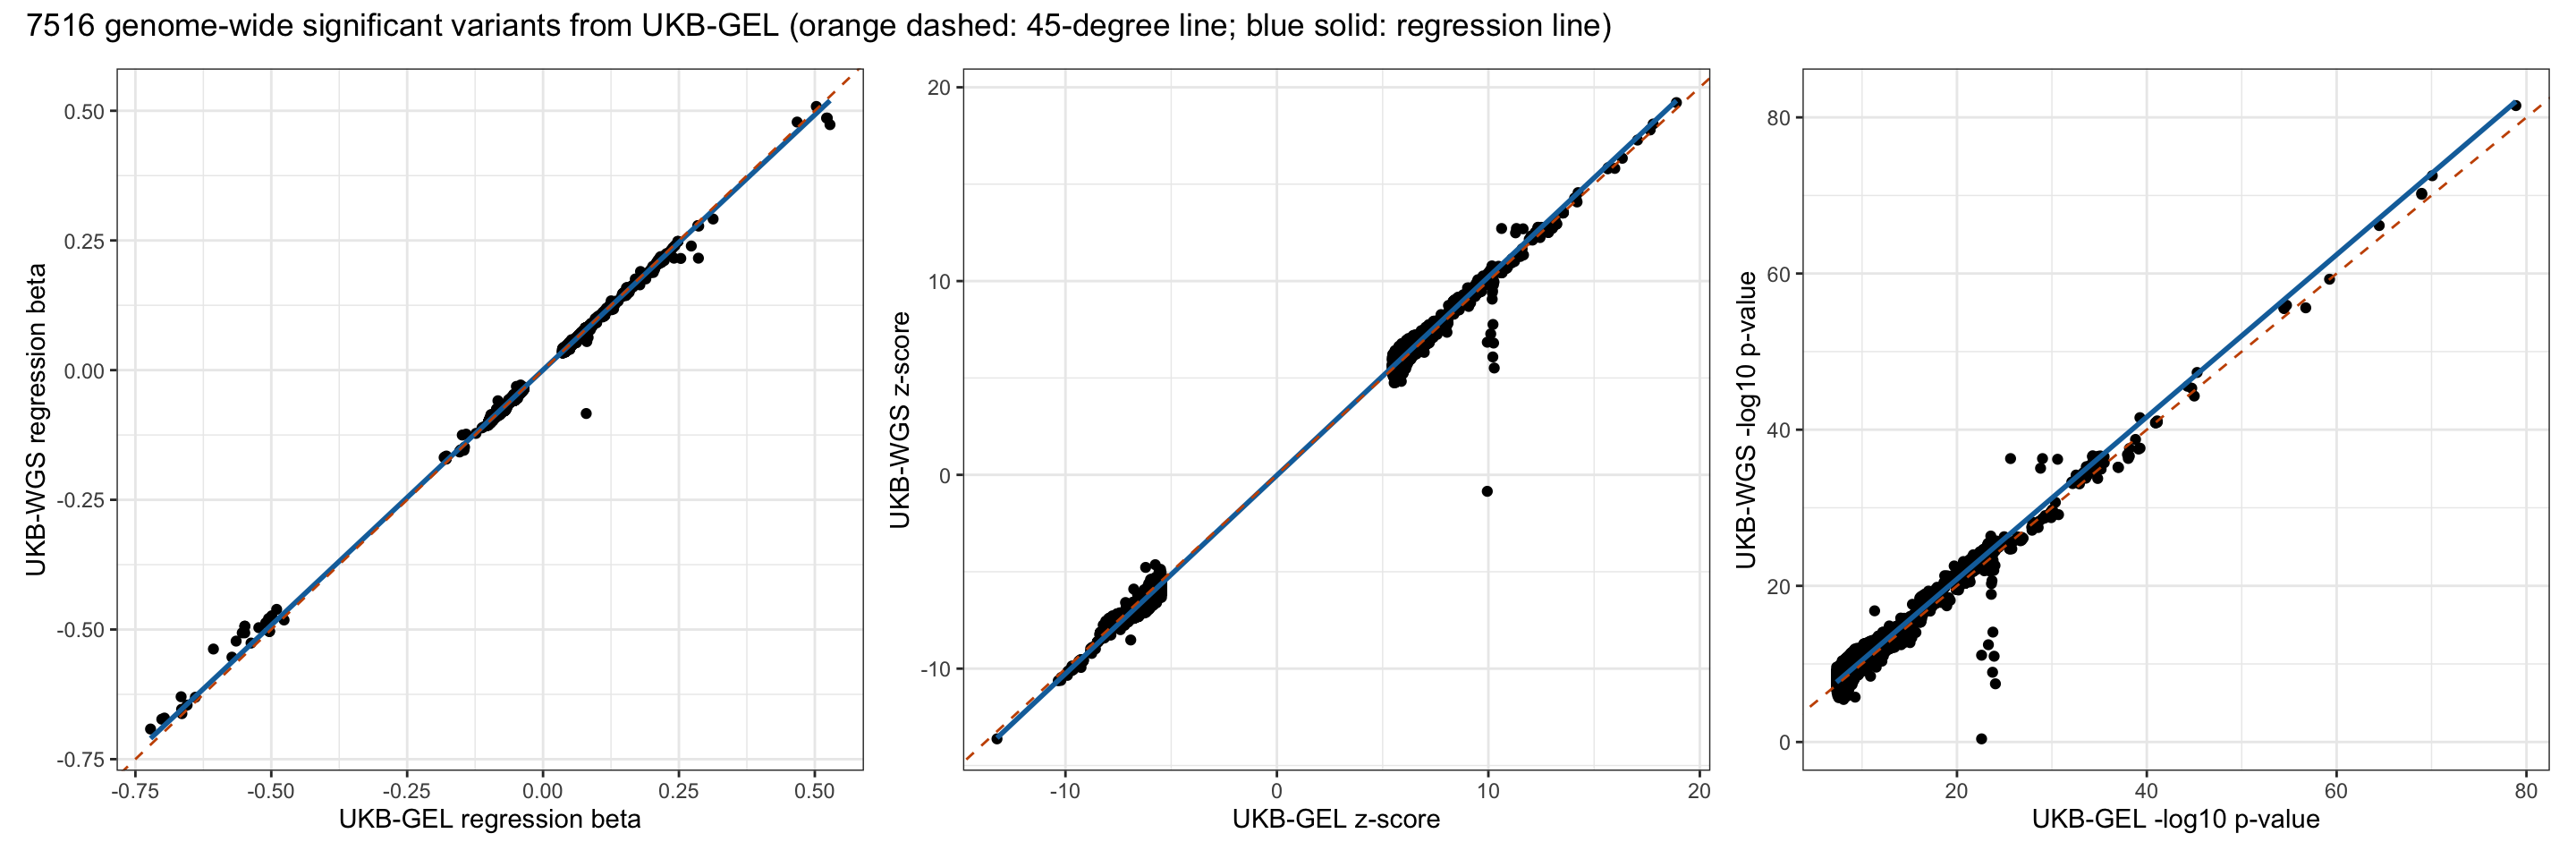 7516 genome-wide significant variants from UKB-GEL (orange dashed: 45-degree line; blue solid: regression line)
UKB-WGS regression beta
0.50
0.25
0.00
-0.25
-0.50
-0.75
-0.75 -0.50 -0.25 0.00 0.25 0.50
UKB-GEL regression beta
UKB-WGS z-score
20
10
0
-10
-10 0 10 20
UKB-GEL z-score
UKB-WGS -log10 p-value
80
60
40
20
0
20 40 60 80
UKB-GEL -log10 p-value